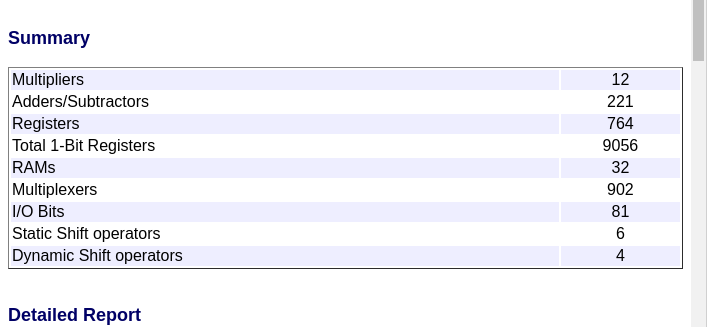 Summary
Multipliers 12
Adders/Subtractors 221
Registers 764
Total 1-Bit Registers 9056
RAMs 32
Multiplexers 902
I/O Bits 81
Static Shift operators 6
Dynamic Shift operators 4
Detailed Report